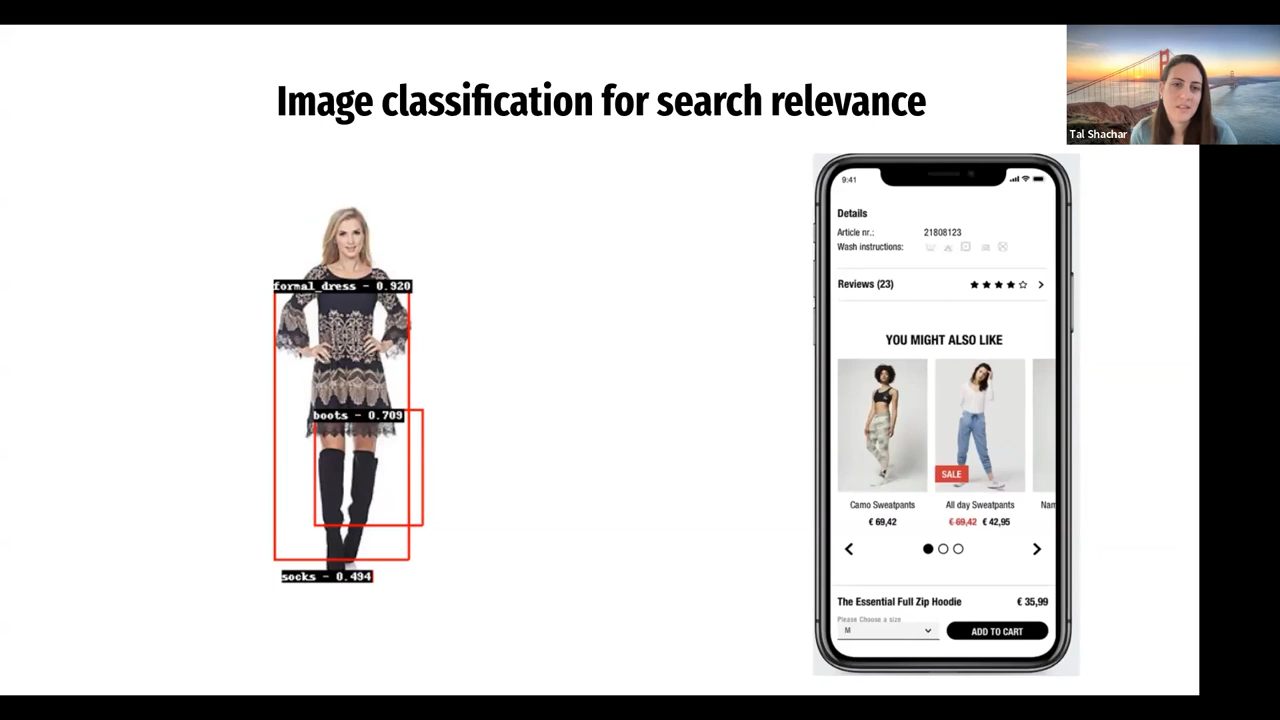 Image classification for search relevance
Tal Shachar
formal_dress - 0.920
boots - 0.709
socks - 0.494
9:41
Details
Article nr.: 21808123
Wash instructions:
Reviews (23)
YOU MIGHT ALSO LIKE
SALE
Camo Sweatpants
€ 69,42
All day Sweatpants
€ 69,42 € 42,95
Nam
The Essential Full Zip Hoodie € 35,99
Please Choose a size
M
ADD TO CART